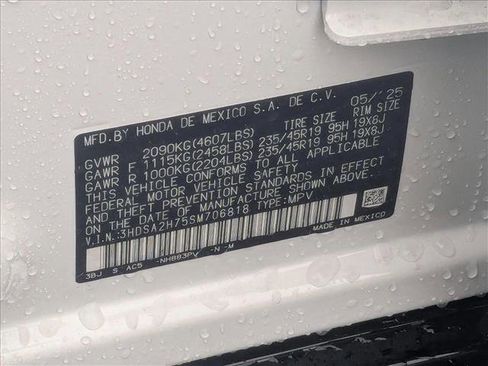 MFD.BY HONDA DE MEXICO S.A. DE C.V. 05/'25
TIRE SIZE RIM SIZE
GVWR 2090KG(4607LBS)
GAWR F 1115KG(2458LBS) 235/45R19 95H 19X8J
GAWR R 1000KG(2204LBS) 235/45R19 95H 19X8J
THIS VEHICLE CONFORMS TO ALL APPLICABLE
FEDERAL MOTOR VEHICLE SAFETY, BUMPER, AND
THEFT PREVENTION STANDARDS IN EFFECT
ON THE DATE OF MANUFACTURE SHOWN ABOVE.
V.I.N.:3HDSA2H75SM706818 TYPE:MPV
MADE IN MEXICO
3BJ S AC5 -NH883PV -N -M